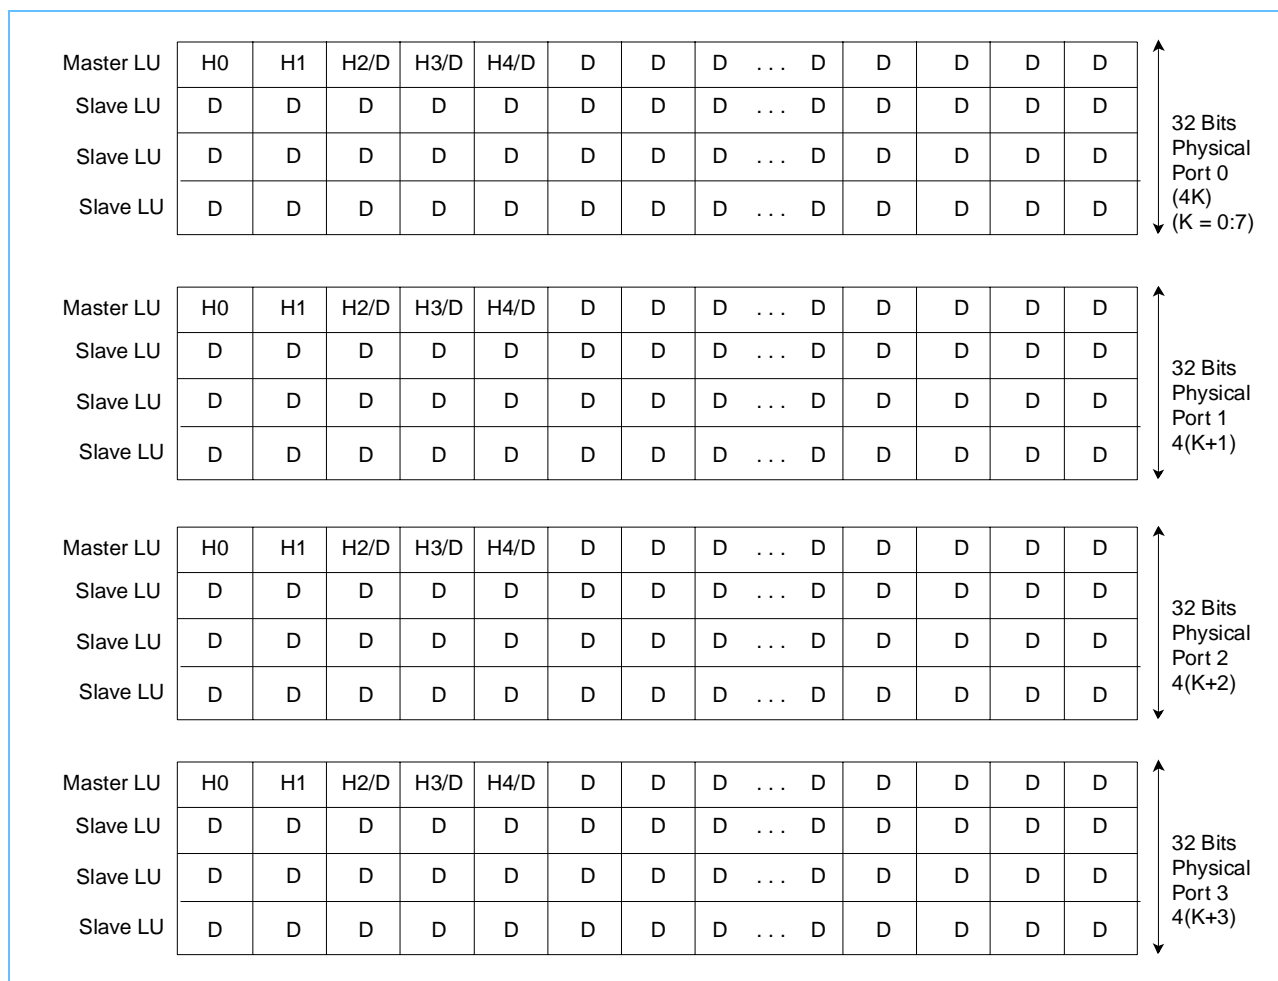 Master LU H0 H1 H2/D H3/D H4/D D D D . . . D D D D D
Slave LU D D D D D D D D . . . D D D D D
Slave LU D D D D D D D D . . . D D D D D
Slave LU D D D D D D D D . . . D D D D D
32 Bits
Physical
Port 0
(4K)
(K = 0:7)
Master LU H0 H1 H2/D H3/D H4/D D D D . . . D D D D D
Slave LU D D D D D D D D . . . D D D D D
Slave LU D D D D D D D D . . . D D D D D
Slave LU D D D D D D D D . . . D D D D D
32 Bits
Physical
Port 1
4(K+1)
Master LU H0 H1 H2/D H3/D H4/D D D D . . . D D D D D
Slave LU D D D D D D D D . . . D D D D D
Slave LU D D D D D D D D . . . D D D D D
Slave LU D D D D D D D D . . . D D D D D
32 Bits
Physical
Port 2
4(K+2)
Master LU H0 H1 H2/D H3/D H4/D D D D . . . D D D D D
Slave LU D D D D D D D D . . . D D D D D
Slave LU D D D D D D D D . . . D D D D D
Slave LU D D D D D D D D . . . D D D D D
32 Bits
Physical
Port 3
4(K+3)